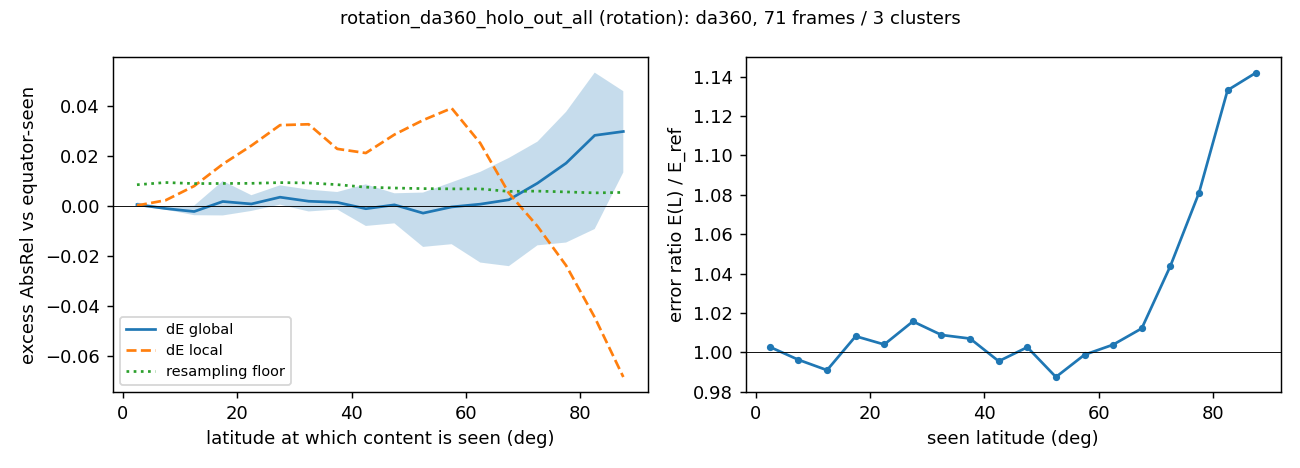 rotation_da360_holo_out_all (rotation): da360, 71 frames / 3 clusters
excess AbsRel vs equator-seen
0.04
0.02
0.00
−0.02
−0.04
−0.06
dE global
dE local
resampling floor
0 20 40 60 80
latitude at which content is seen (deg)
error ratio E(L) / E_ref
1.14
1.12
1.10
1.08
1.06
1.04
1.02
1.00
0.98
0 20 40 60 80
seen latitude (deg)